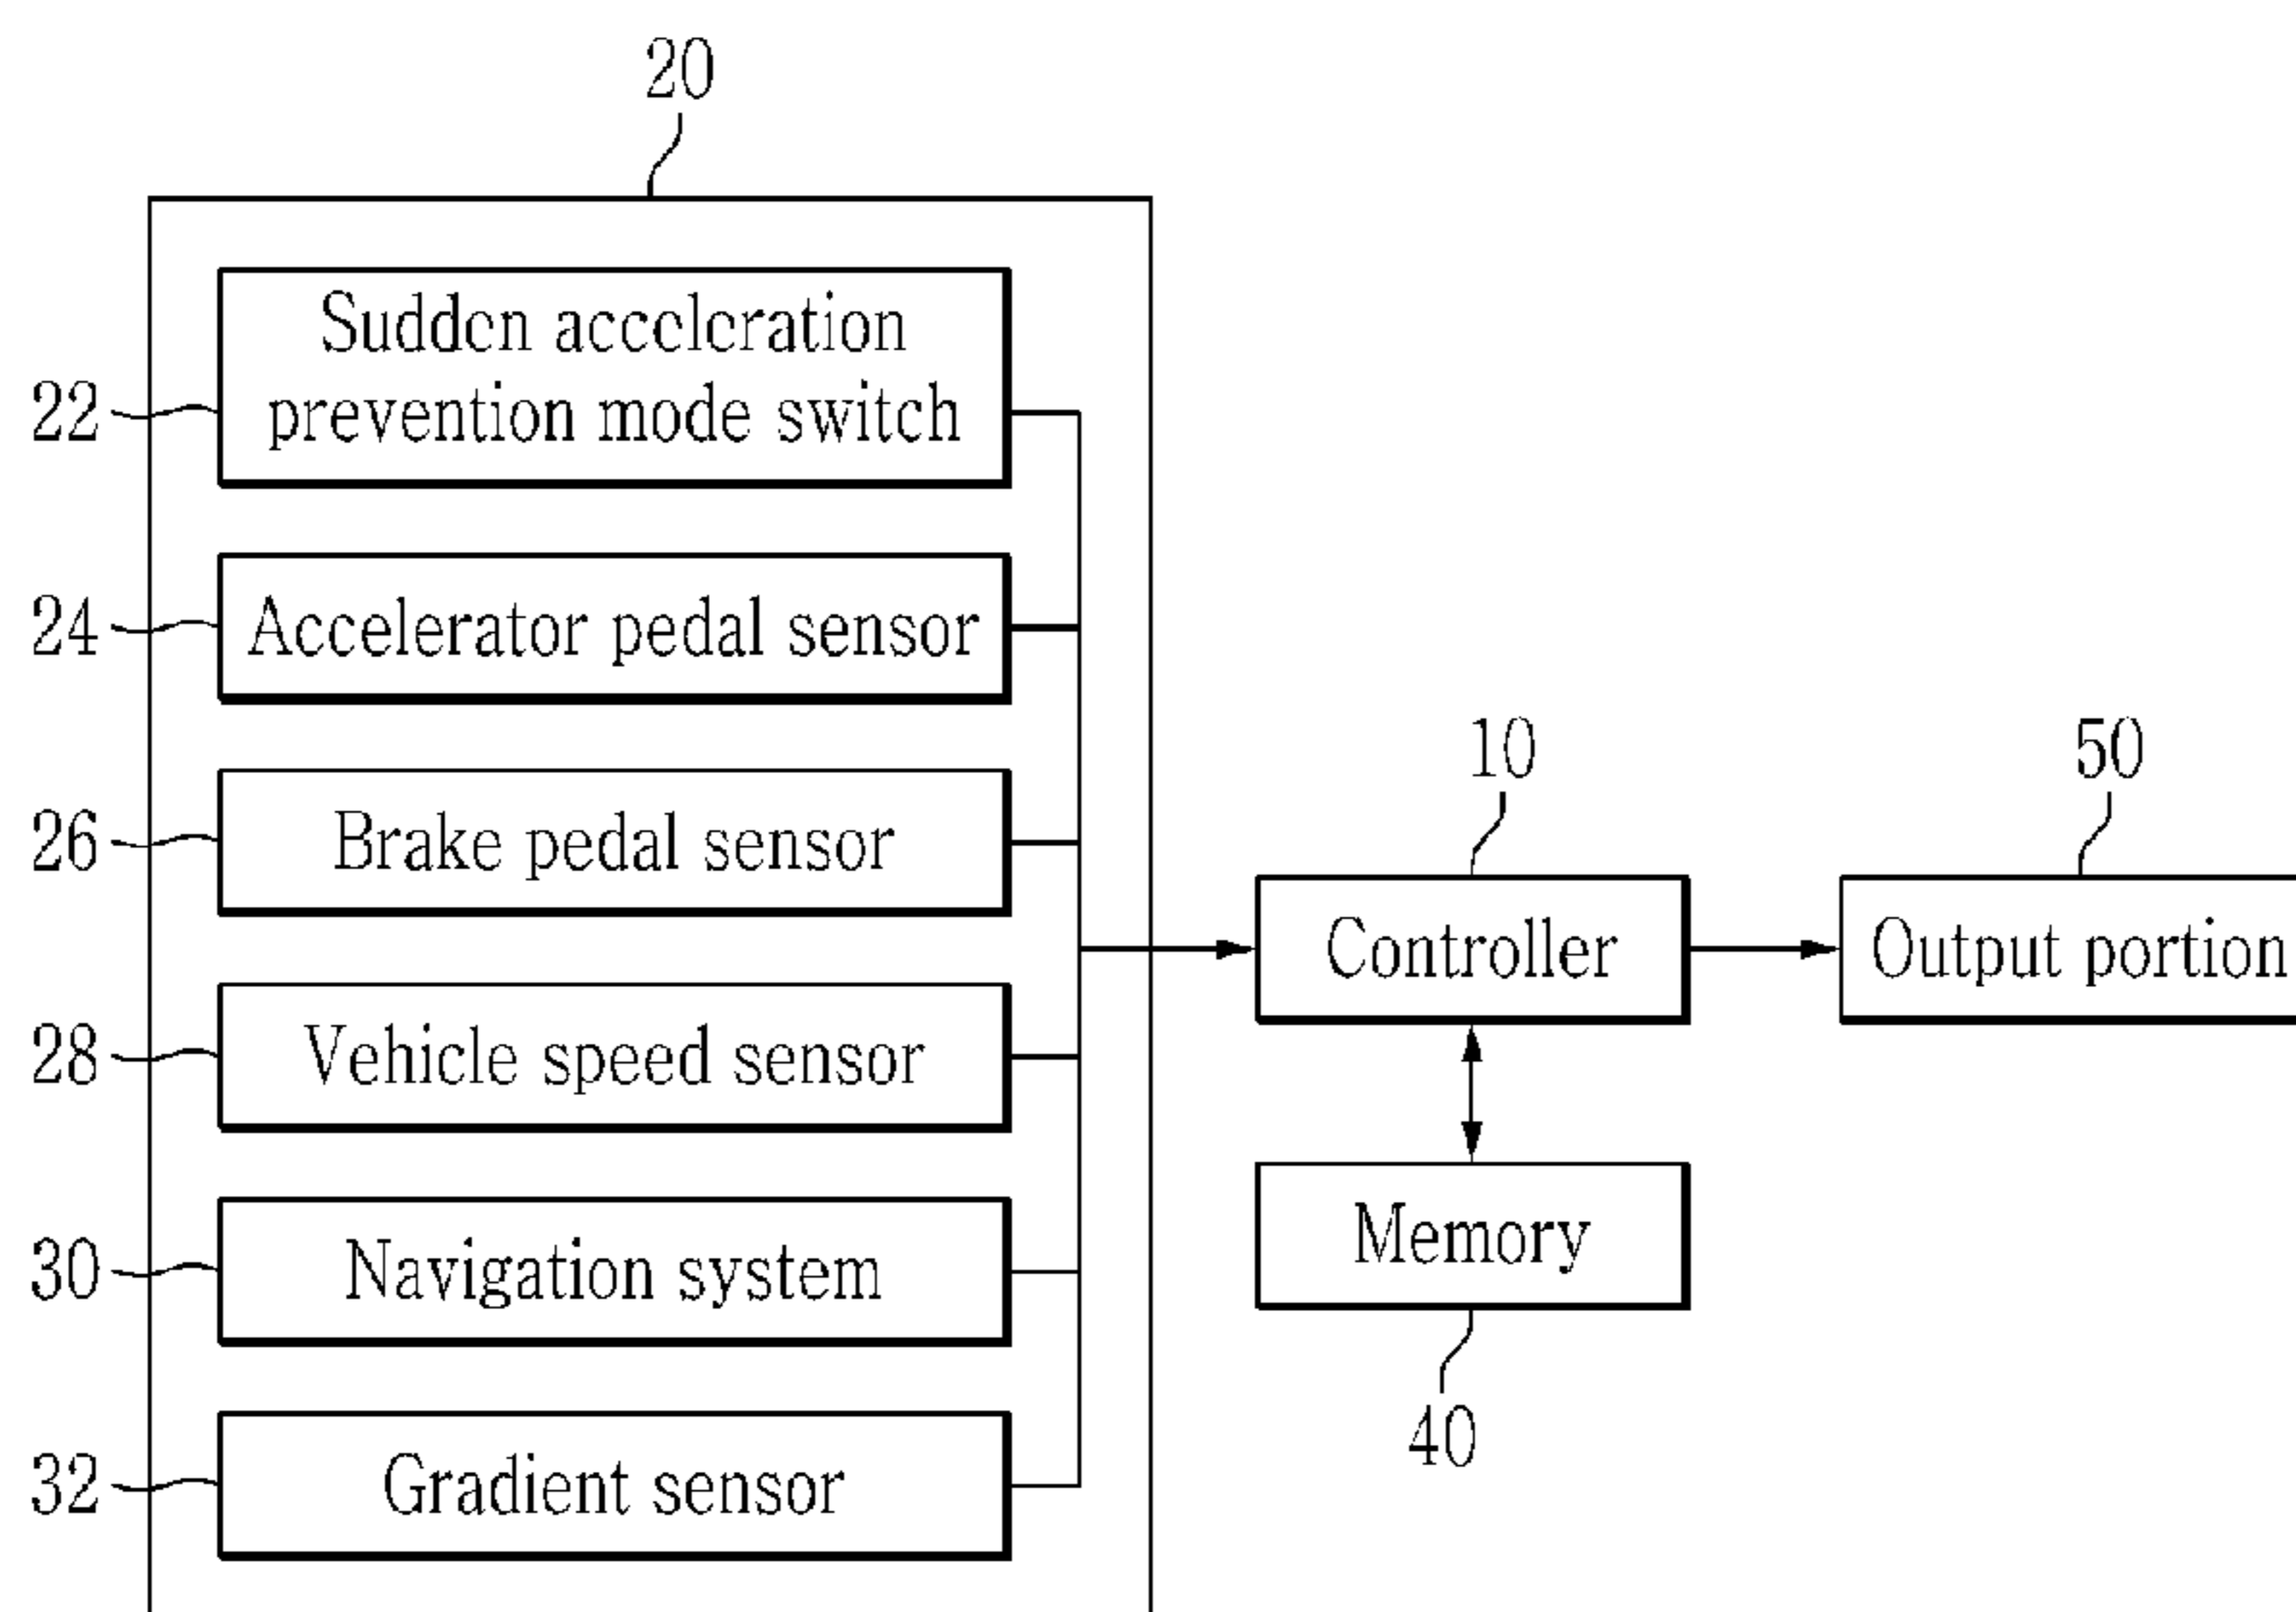 20
Sudden acceleration
prevention mode switch
22
Accelerator pedal sensor
24
Brake pedal sensor
26
Vehicle speed sensor
28
Navigation system
30
Gradient sensor
32
10
Controller
50
Output portion
Memory
40